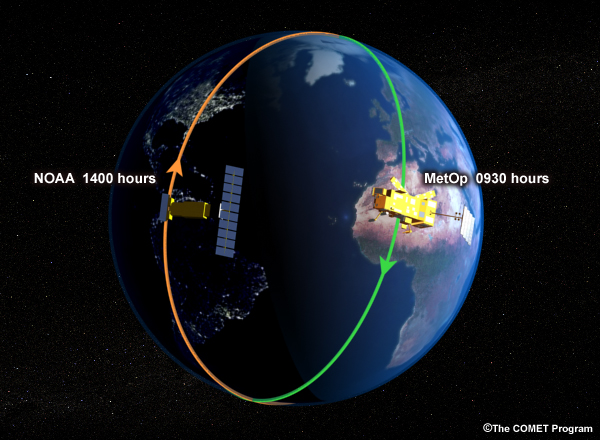 NOAA 1400 hours
MetOp 0930 hours
©The COMET Program